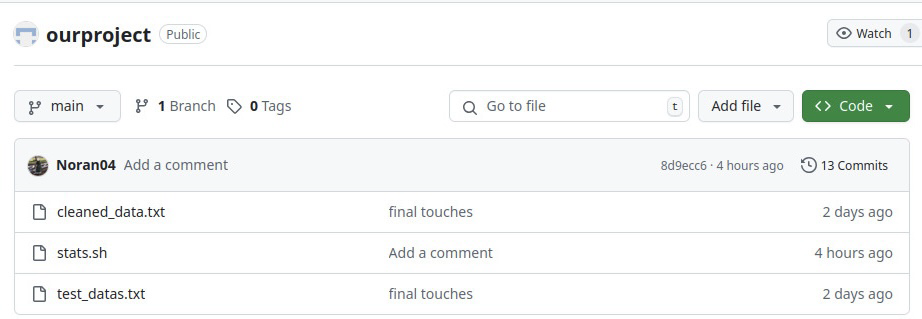 ourproject Public Watch 1
main 1 Branch 0 Tags Go to file t Add file Code
Noran04 Add a comment 8d9ecc6 · 4 hours ago 13 Commits
cleaned_data.txt final touches 2 days ago
stats.sh Add a comment 4 hours ago
test_datas.txt final touches 2 days ago